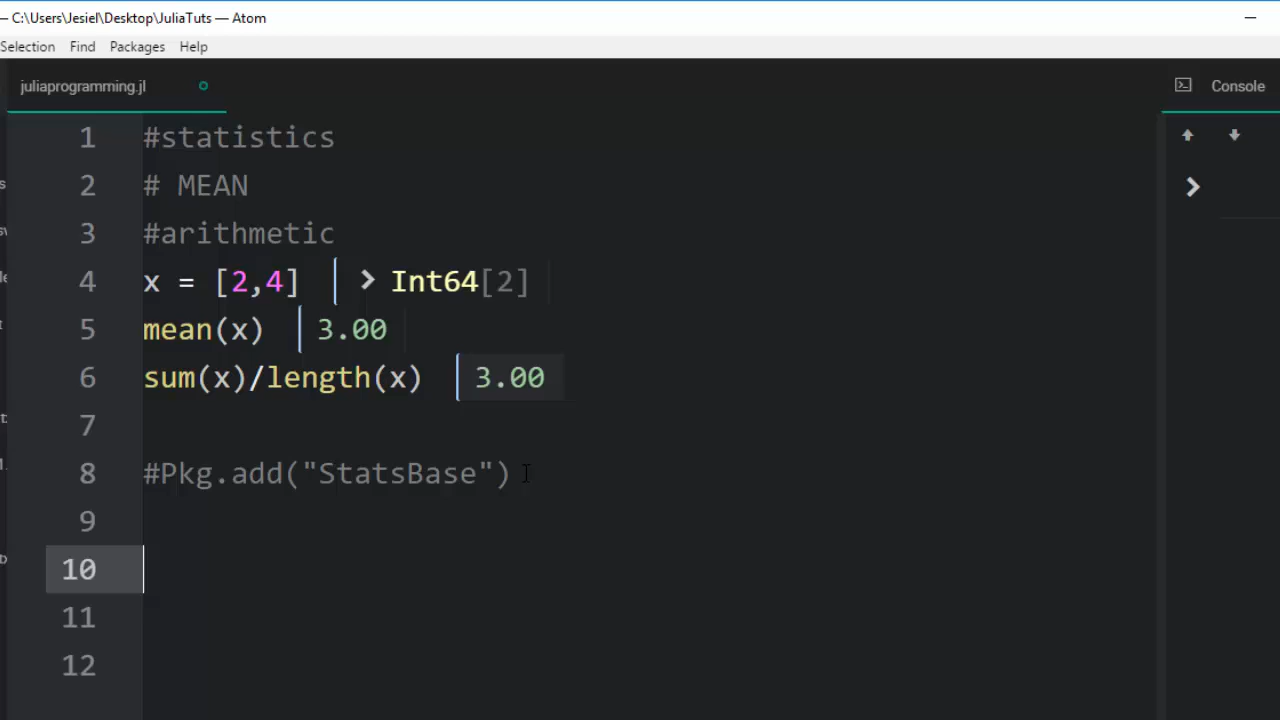 — C:\Users\Jesiel\Desktop\JuliaTuts — Atom
Selection Find Packages Help
juliaprogramming.jl
Console
1 #statistics
2 # MEAN
3 #arithmetic
4 x = [2,4] > Int64[2]
5 mean(x) 3.00
6 sum(x)/length(x) 3.00
7
8 #Pkg.add("StatsBase")
9
10
11
12